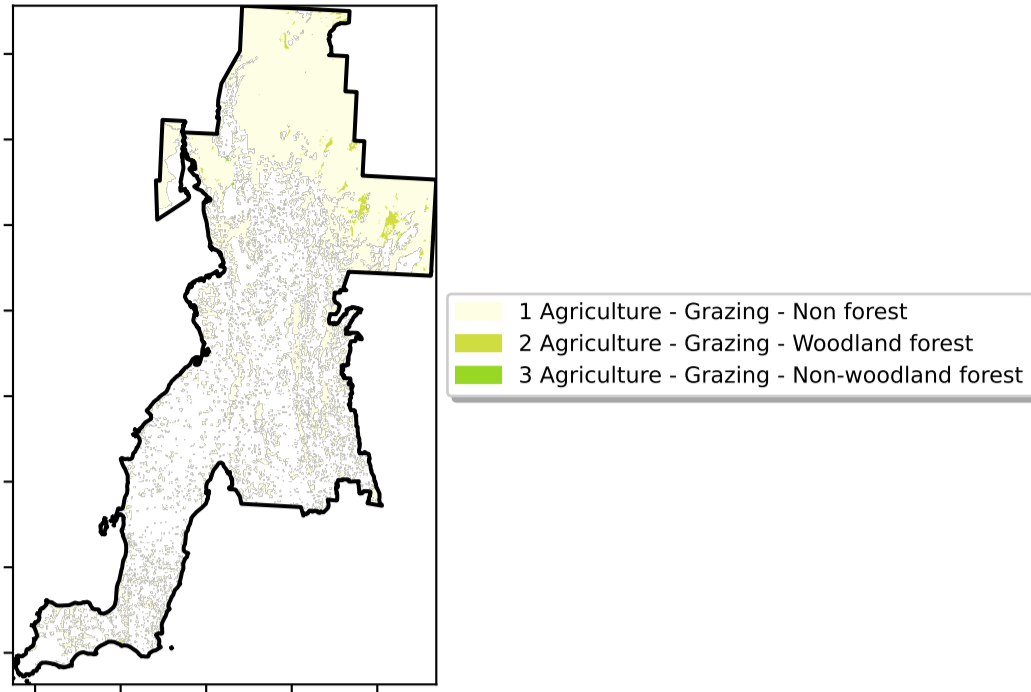 1 Agriculture - Grazing - Non forest
2 Agriculture - Grazing - Woodland forest
3 Agriculture - Grazing - Non-woodland forest